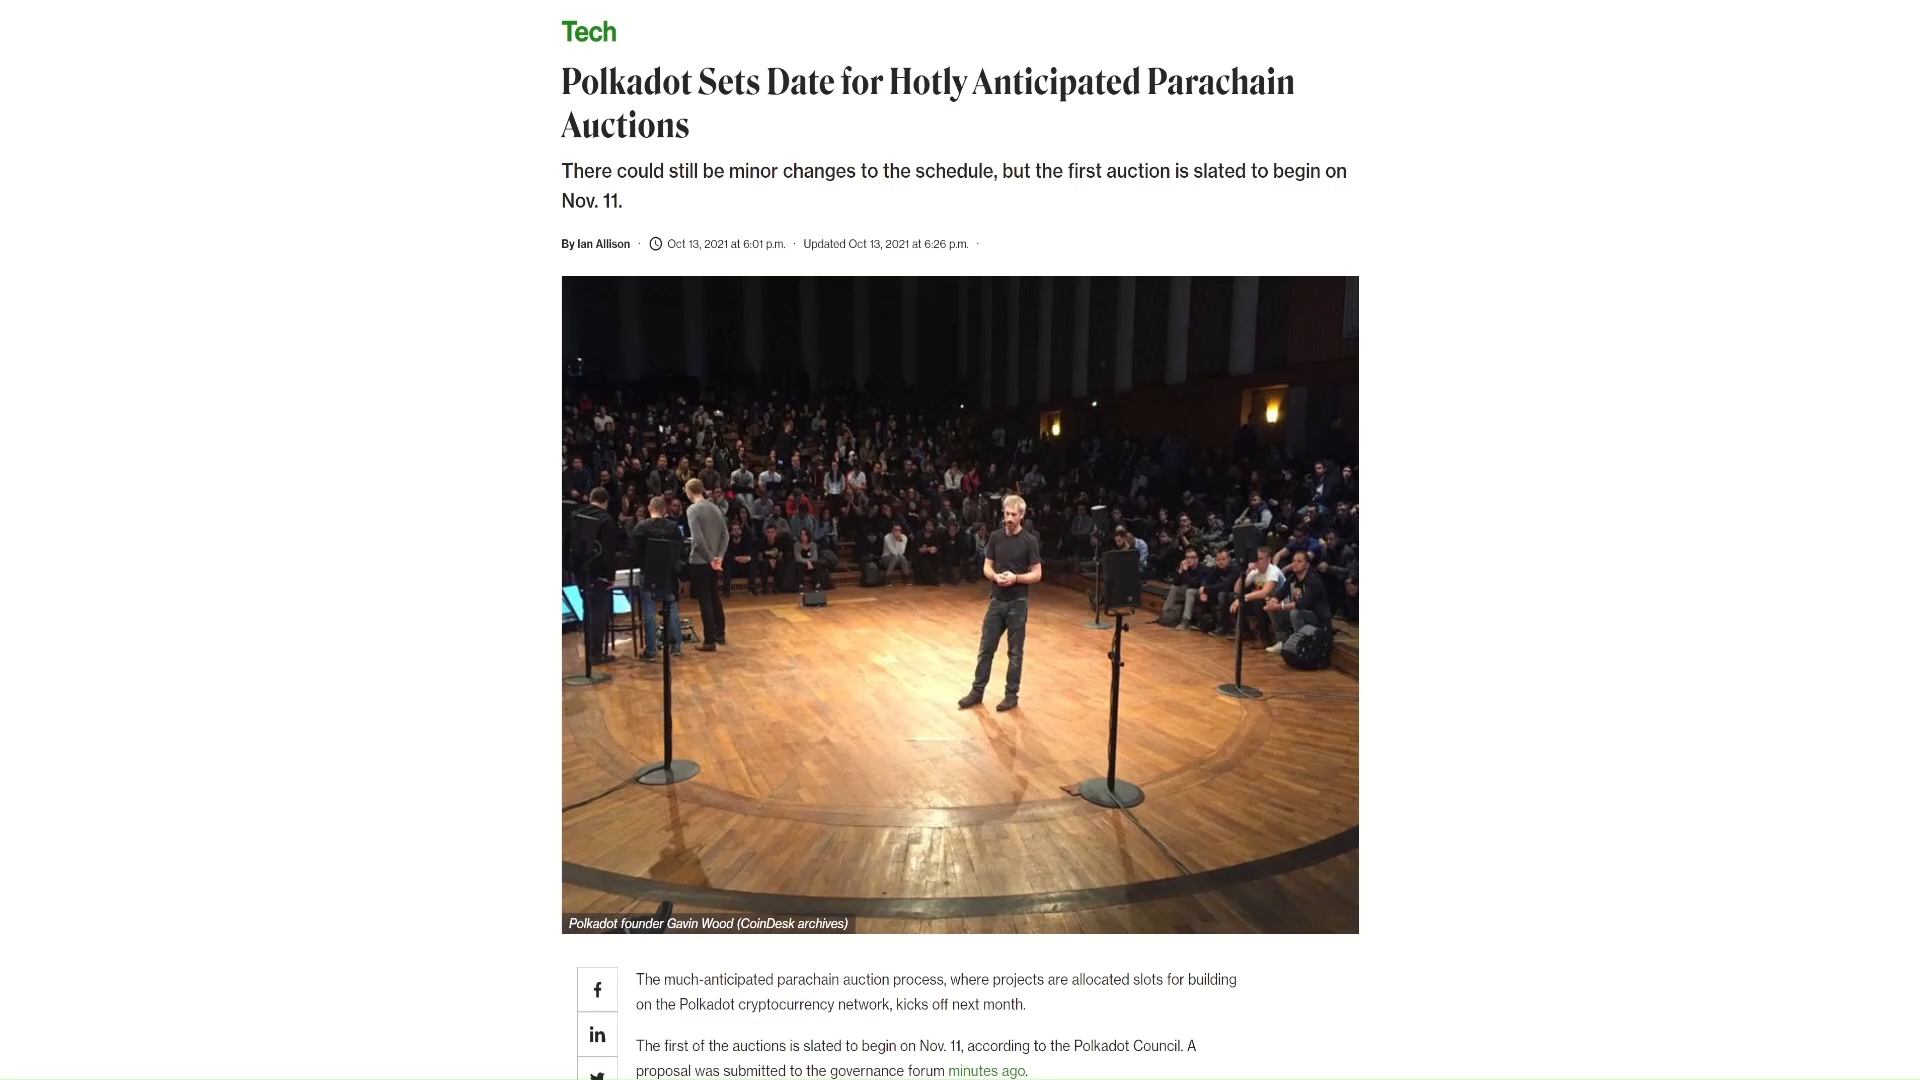 Tech
Polkadot Sets Date for Hotly Anticipated Parachain
Auctions
There could still be minor changes to the schedule, but the first auction is slated to begin on
Nov. 11.
By Ian Allison · Oct 13, 2021 at 6:01 p.m. · Updated Oct 13, 2021 at 6:26 p.m. ·
Polkadot founder Gavin Wood (CoinDesk archives)
The much-anticipated parachain auction process, where projects are allocated slots for building
on the Polkadot cryptocurrency network, kicks off next month.
The first of the auctions is slated to begin on Nov. 11, according to the Polkadot Council. A
proposal was submitted to the governance forum minutes ago.